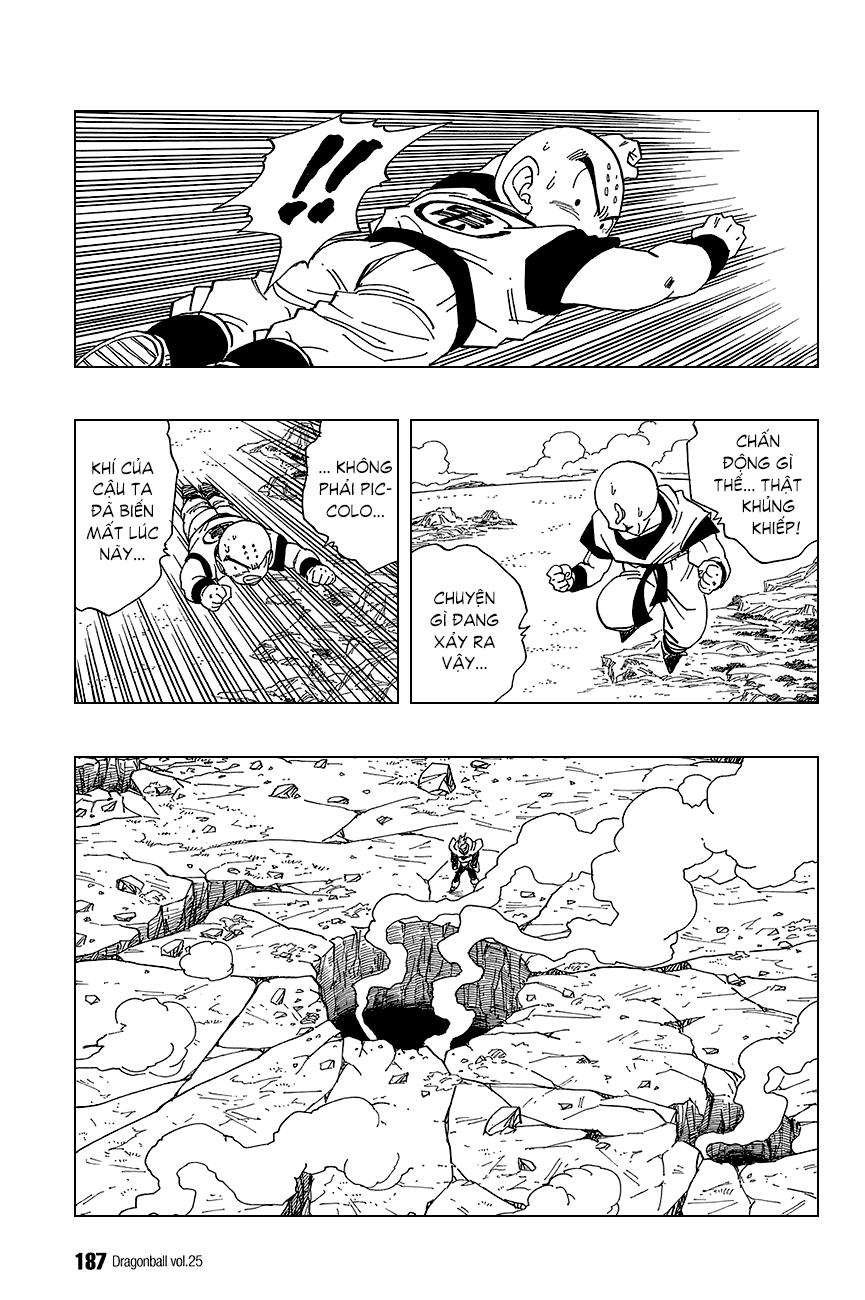 !!
CHẤN
ĐỘNG GÌ
THẾ... THẬT
KHỦNG
KHIẾP!
CHUYỆN
GÌ ĐANG
XẢY RA
VẬY...
... KHÔNG
PHẢI PIC-
COLO...
KHÍ CỦA
CẬU TA
ĐÃ BIẾN
MẤT LÚC
NÀY...
187 Dragonball vol.25